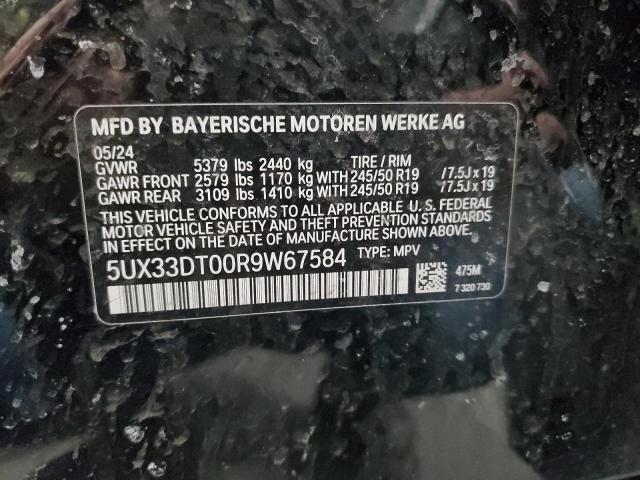 MFD BY BAYERISCHE MOTOREN WERKE AG
05/24
GVWR 5379 lbs 2440 kg TIRE / RIM
GAWR FRONT 2579 lbs 1170 kg WITH 245/50 R19 /7.5J x 19
GAWR REAR 3109 lbs 1410 kg WITH 245/50 R19 /7.5J x 19
THIS VEHICLE CONFORMS TO ALL APPLICABLE U. S. FEDERAL
MOTOR VEHICLE SAFETY AND THEFT PREVENTION STANDARDS
IN EFFECT ON THE DATE OF MANUFACTURE SHOWN ABOVE.
5UX33DT00R9W67584 TYPE: MPV
475M
7 320 730